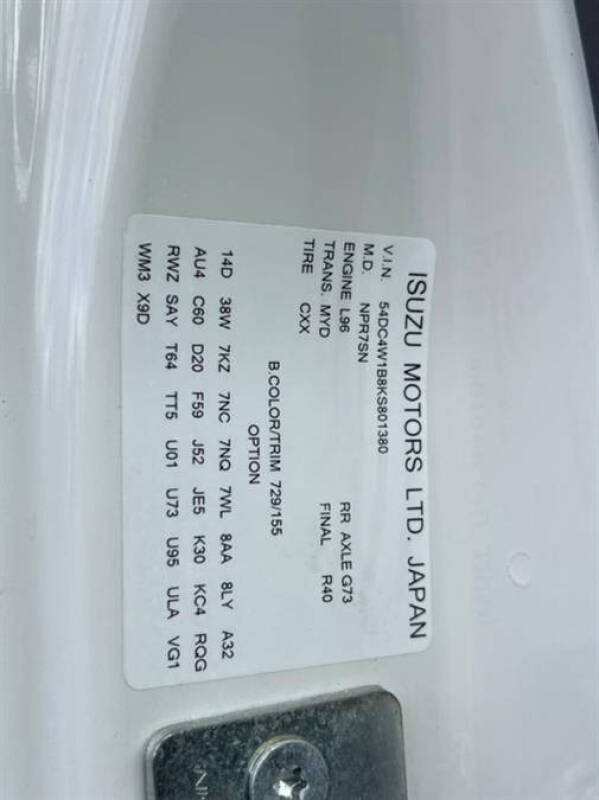 ISUZU MOTORS LTD. JAPAN
V.I.N. 54DC4W1B8KS801380
M.D. NPR7SN
ENGINE L96 RR AXLE G73
TRANS. MYD FINAL R40
TIRE CXX
B.COLOR/TRIM 729/155
OPTION
14D 38W 7KZ 7NC 7NQ 7WL 8AA 8LY A32
AU4 C60 D20 F59 J52 JE5 K30 KC4 RQG
RWZ SAY T64 TT5 U01 U73 U95 ULA VG1
WM3 X9D